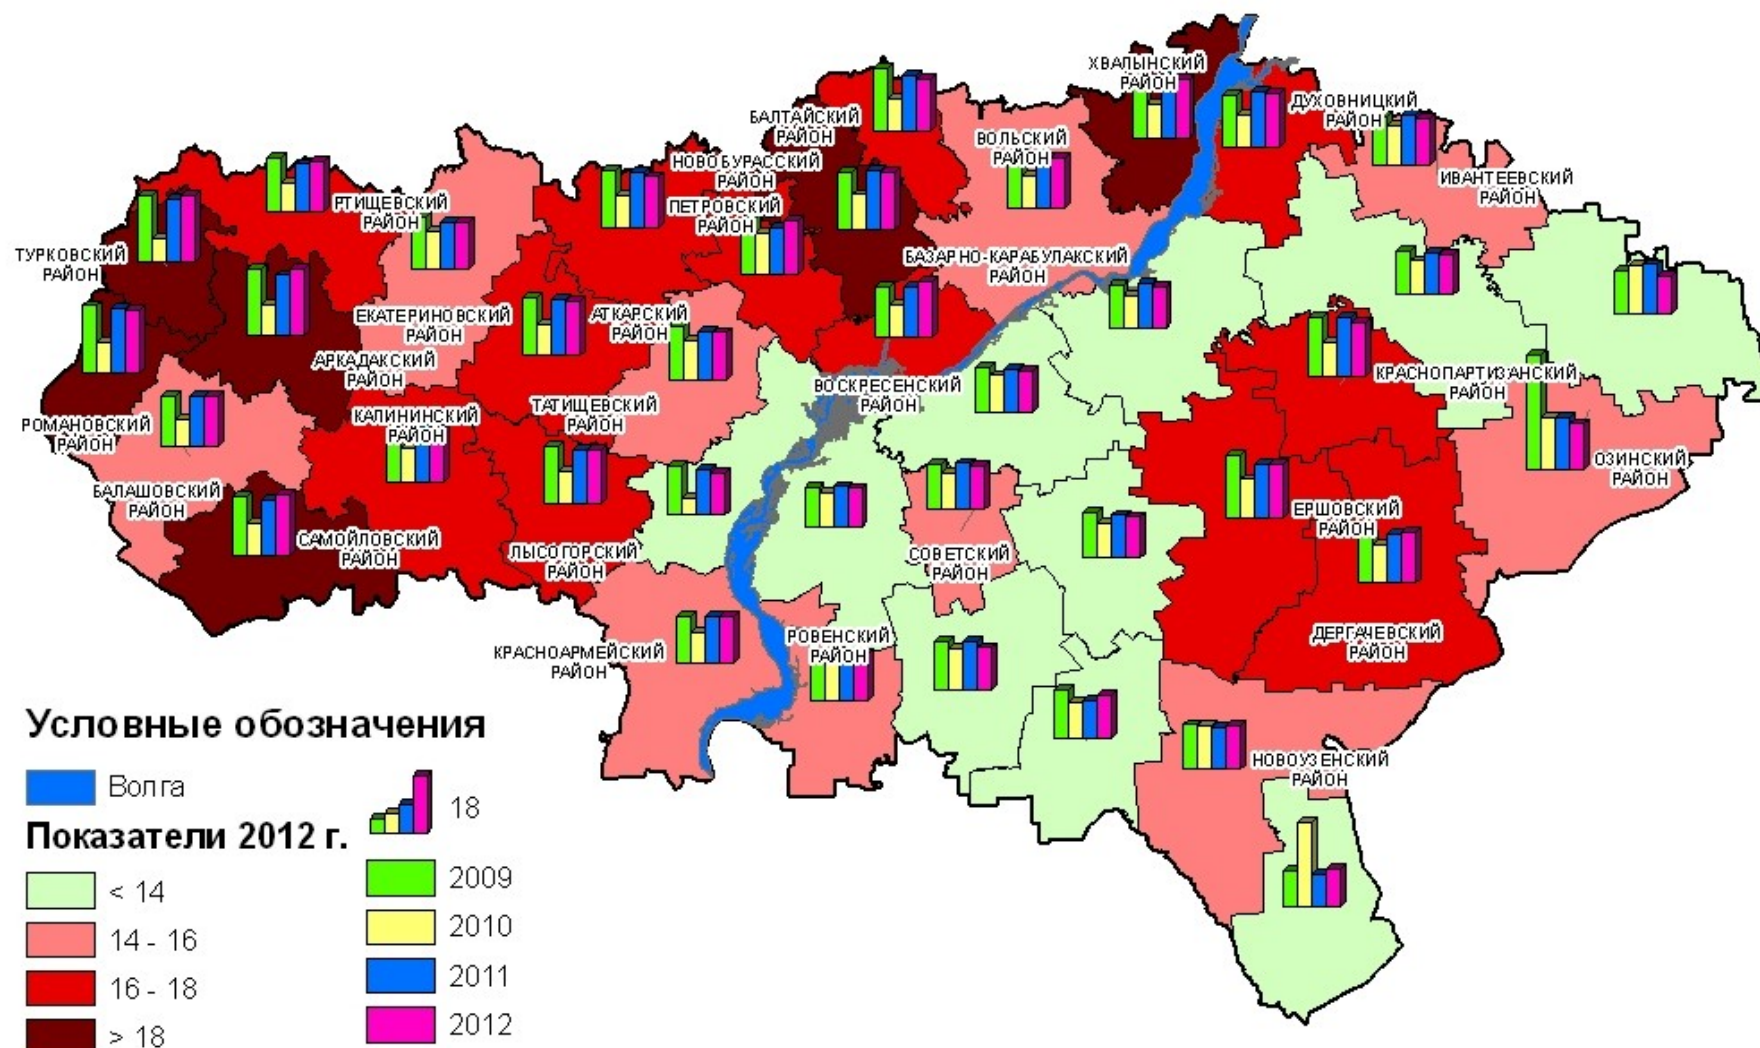 ХВАЛЫНСКИЙ
РАЙОН
ДУХОВНИЦКИЙ
РАЙОН
БАЛТАЙСКИЙ
РАЙОН
ВОЛЬСКИЙ
РАЙОН
НОВОБУРАССКИЙ
РАЙОН
ИВАНТЕЕВСКИЙ
РАЙОН
РТИЩЕВСКИЙ
РАЙОН
ПЕТРОВСКИЙ
РАЙОН
ТУРКОВСКИЙ
РАЙОН
БАЗАРНО-КАРАБУЛАКСКИЙ
РАЙОН
ЕКАТЕРИНОВСКИЙ
РАЙОН
АТКАРСКИЙ
РАЙОН
АРКАДАКСКИЙ
РАЙОН
ВОСКРЕСЕНСКИЙ
РАЙОН
КРАСНОПАРТИЗАНСКИЙ
РАЙОН
РОМАНОВСКИЙ
РАЙОН
КАЛИНИНСКИЙ
РАЙОН
ТАТИЩЕВСКИЙ
РАЙОН
ОЗИНСКИЙ
РАЙОН
БАЛАШОВСКИЙ
РАЙОН
ЕРШОВСКИЙ
РАЙОН
САМОЙЛОВСКИЙ
РАЙОН
ЛЫСОГОРСКИЙ
РАЙОН
СОВЕТСКИЙ
РАЙОН
КРАСНОАРМЕЙСКИЙ
РАЙОН
РОВЕНСКИЙ
РАЙОН
ДЕРГАЧЕВСКИЙ
РАЙОН
НОВОУЗЕНСКИЙ
РАЙОН
Условные обозначения
Волга
18
Показатели 2012 г.
< 14
14 - 16
16 - 18
> 18
2009
2010
2011
2012